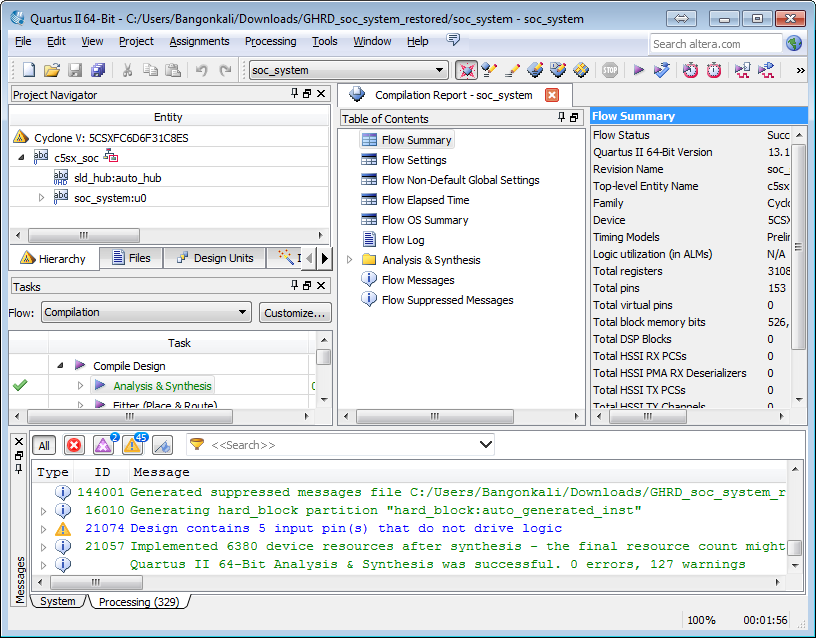 Quartus II 64-Bit - C:/Users/Bangonkali/Downloads/GHRD_soc_system_restored/soc_system - soc_system
File Edit View Project Assignments Processing Tools Window Help
Search altera.com
soc_system
STOP
»
Project Navigator
Entity
Cyclone V: 5CSXFC6D6F31C8ES
c5sx_soc
sld_hub:auto_hub
soc_system:u0
Hierarchy Files Design Units I
Tasks
Flow: Compilation Customize...
Task
Compile Design
Analysis & Synthesis
Fitter (Place & Route)
Compilation Report - soc_system
Table of Contents
Flow Summary
Flow Settings
Flow Non-Default Global Settings
Flow Elapsed Time
Flow OS Summary
Flow Log
Analysis & Synthesis
Flow Messages
Flow Suppressed Messages
Flow Summary
Flow Status Succ
Quartus II 64-Bit Version 13.1
Revision Name soc_
Top-level Entity Name c5sx
Family Cyclo
Device 5CSX
Timing Models Prelin
Logic utilization (in ALMs) N/A
Total registers 3108
Total pins 153
Total virtual pins 0
Total block memory bits 526,
Total DSP Blocks 0
Total HSSI RX PCSs 0
Total HSSI PMA RX Deserializers 0
Total HSSI TX PCSs 0
Total HSSI TX Channels 0
All 2 45 <<Search>>
Type ID Message
144001 Generated suppressed messages file C:/Users/Bangonkali/Downloads/GHRD_soc_system_r
16010 Generating hard_block partition "hard_block:auto_generated_inst"
21074 Design contains 5 input pin(s) that do not drive logic
21057 Implemented 6380 device resources after synthesis - the final resource count might
Quartus II 64-Bit Analysis & Synthesis was successful. 0 errors, 127 warnings
Messages
System Processing (329)
100% 00:01:56